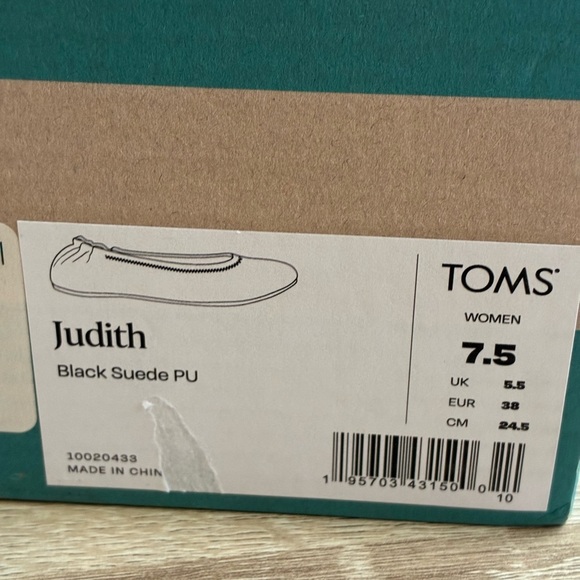 Judith
Black Suede PU
10020433
MADE IN CHIN
TOMS
WOMEN
7.5
UK 5.5
EUR 38
CM 24.5
1 95703 43150 0
10